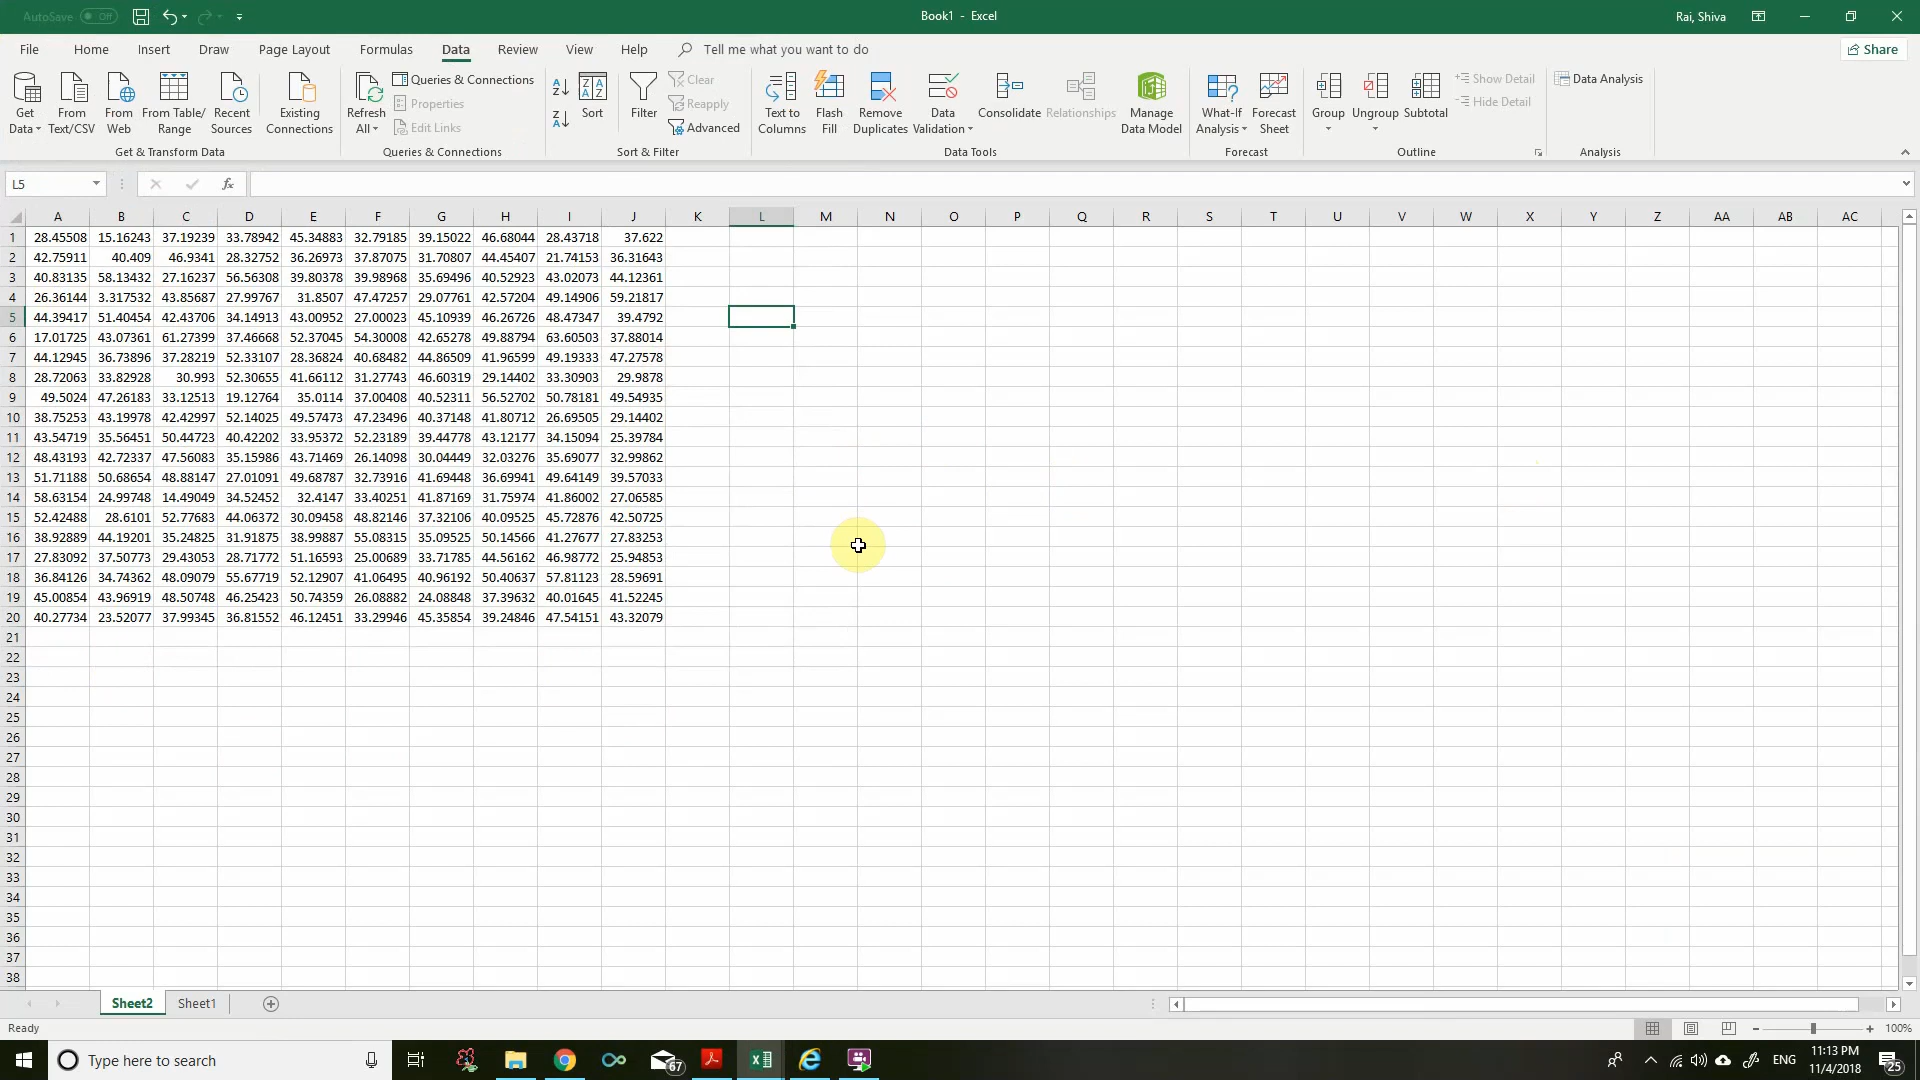 AutoSave Off Book1 - Excel Rai, Shiva
File Home Insert Draw Page Layout Formulas Data Review View Help Tell me what you want to do Share
Get Data From Text/CSV From Web From Table/ Range Recent Sources Existing Connections
Get & Transform Data
Refresh All Queries & Connections Properties Edit Links
Queries & Connections
Sort Filter Clear Reapply Advanced
Sort & Filter
Text to Columns Flash Fill Remove Duplicates Data Validation Consolidate Relationships Manage Data Model
Data Tools
What-If Analysis Forecast Sheet
Forecast
Group Ungroup Subtotal Show Detail Hide Detail
Outline
Data Analysis
Analysis
L5 fx
A B C D E F G H I J K L M N O P Q R S T U V W X Y Z AA AB AC
1 28.45508 15.16243 37.19239 33.78942 45.34883 32.79185 39.15022 46.68044 28.43718 37.622
2 42.75911 40.409 46.9341 28.32752 36.26973 37.87075 31.70807 44.45407 21.74153 36.31643
3 40.83135 58.13432 27.16237 56.56308 39.80378 39.98968 35.69496 40.52923 43.02073 44.12361
4 26.36144 3.317532 43.85687 27.99767 31.8507 47.47257 29.07761 42.57204 49.14906 59.21817
5 44.39417 51.40454 42.43706 34.14913 43.00952 27.00023 45.10939 46.26726 48.47347 39.4792
6 17.01725 43.07361 61.27399 37.46668 52.37045 54.30008 42.65278 49.88794 63.60503 37.88014
7 44.12945 36.73896 37.28219 52.33107 28.36824 40.68482 44.86509 41.96599 49.19333 47.27578
8 28.72063 33.82928 30.993 52.30655 41.66112 31.27743 46.60319 29.14402 33.30903 29.9878
9 49.5024 47.26183 33.12513 19.12764 35.0114 37.00408 40.52311 56.52702 50.78181 49.54935
10 38.75253 43.19978 42.42997 52.14025 49.57473 47.23496 40.37148 41.80712 26.69505 29.14402
11 43.54719 35.56451 50.44723 40.42202 33.95372 52.23189 39.44778 43.12177 34.15094 25.39784
12 48.43193 42.72337 47.56083 35.15986 43.71469 26.14098 30.04449 32.03276 35.69077 32.99862
13 51.71188 50.68654 48.88147 27.01091 49.68787 32.73916 41.69448 36.69941 49.64149 39.57033
14 58.63154 24.99748 14.49049 34.52452 32.4147 33.40251 41.87169 31.75974 41.86002 27.06585
15 52.42488 28.6101 52.77683 44.06372 30.09458 48.82146 37.32106 40.09525 45.72876 42.50725
16 38.92889 44.19201 35.24825 31.91875 38.99887 55.08315 35.09525 50.14566 41.27677 27.83253
17 27.83092 37.50773 29.43053 28.71772 51.16593 25.00689 33.71785 44.56162 46.98772 25.94853
18 36.84126 34.74362 48.09079 55.67719 52.12907 41.06495 40.96192 50.40637 57.81123 28.59691
19 45.00854 43.96919 48.50748 46.25423 50.74359 26.08882 24.08848 37.39632 40.01645 41.52245
20 40.27734 23.52077 37.99345 36.81552 46.12451 33.29946 45.35854 39.24846 47.54151 43.32079
21
22
23
24
25
26
27
28
29
30
31
32
33
34
35
36
37
38
Sheet2 Sheet1
Ready 100%
Type here to search 67 ENG 11:13 PM
11/4/2018 25